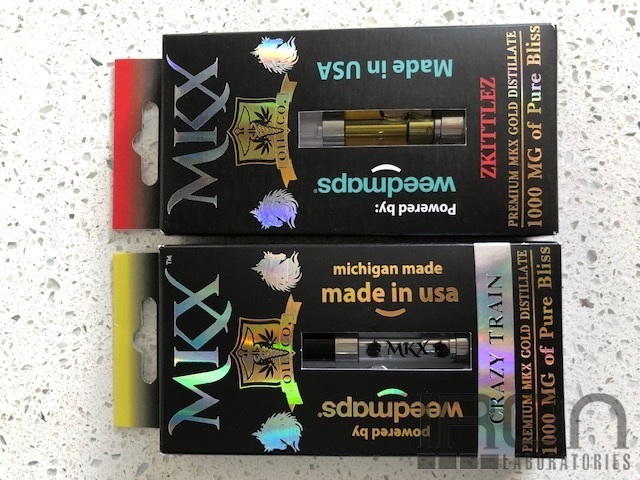 MKX
OIL CO.
Made in USA
Powered by:
weedmaps
ZKITTLEZ
PREMIUM MKX GOLD DISTILLATE
1000 MG of Pure Bliss
MKX™
OIL CO.
michigan made
made in usa
MKX
powered by
weedmaps®
CRAZY TRAIN
PREMIUM MKX GOLD DISTILLATE
1000 MG of Pure Bliss
IRON
LABORATORIES